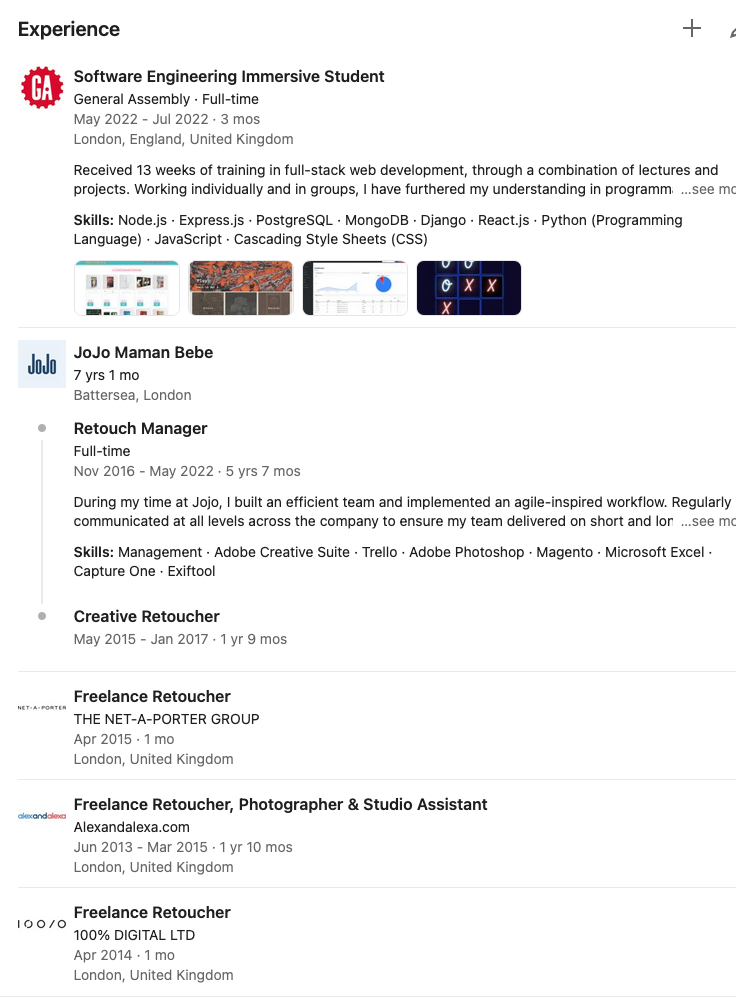 Experience
GA
Software Engineering Immersive Student
General Assembly · Full-time
May 2022 - Jul 2022 · 3 mos
London, England, United Kingdom
Received 13 weeks of training in full-stack web development, through a combination of lectures and
projects. Working individually and in groups, I have furthered my understanding in programm …see mo
Skills: Node.js · Express.js · PostgreSQL · MongoDB · Django · React.js · Python (Programming
Language) · JavaScript · Cascading Style Sheets (CSS)
O O
O X X
X
JoJo
JoJo Maman Bebe
7 yrs 1 mo
Battersea, London
Retouch Manager
Full-time
Nov 2016 - May 2022 · 5 yrs 7 mos
During my time at Jojo, I built an efficient team and implemented an agile-inspired workflow. Regularly
communicated at all levels across the company to ensure my team delivered on short and lon …see mo
Skills: Management · Adobe Creative Suite · Trello · Adobe Photoshop · Magento · Microsoft Excel ·
Capture One · Exiftool
Creative Retoucher
May 2015 - Jan 2017 · 1 yr 9 mos
NET-A-PORTER
Freelance Retoucher
THE NET-A-PORTER GROUP
Apr 2015 · 1 mo
London, United Kingdom
alexandalexa
Freelance Retoucher, Photographer & Studio Assistant
Alexandalexa.com
Jun 2013 - Mar 2015 · 1 yr 10 mos
London, United Kingdom
100%
Freelance Retoucher
100% DIGITAL LTD
Apr 2014 · 1 mo
London, United Kingdom